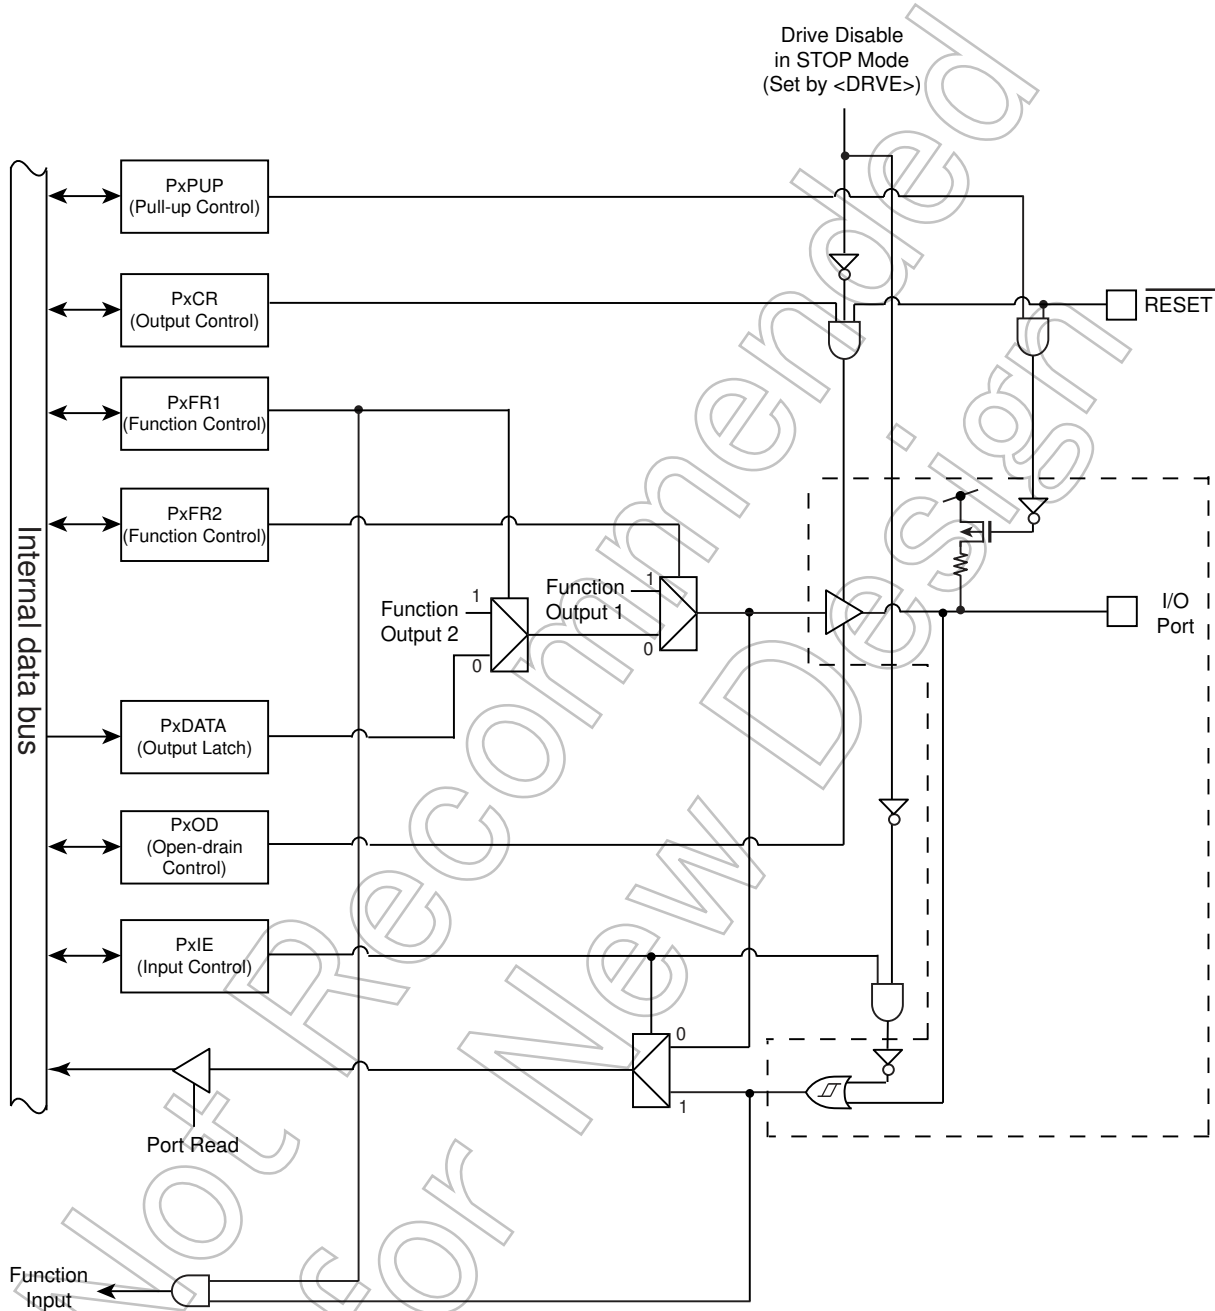 Drive Disable
in STOP Mode
(Set by <DRVE>)
PxPUP
(Pull-up Control)
PxCR
(Output Control)
RESET
PxFR1
(Function Control)
PxFR2
(Function Control)
Internal data bus
1
Function
Output 1
0
1
Function
Output 2
0
I/O
Port
PxDATA
(Output Latch)
PxOD
(Open-drain
Control)
PxIE
(Input Control)
0
1
Port Read
Function
Input
Not Recommended
for New Design